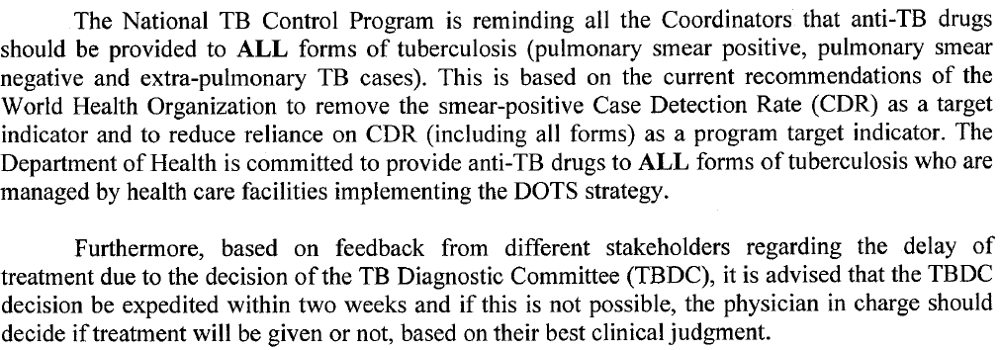 The National TB Control Program is reminding all the Coordinators that anti-TB drugs
should be provided to ALL forms of tuberculosis (pulmonary smear positive, pulmonary smear
negative and extra-pulmonary TB cases). This is based on the current recommendations of the
World Health Organization to remove the smear-positive Case Detection Rate (CDR) as a target
indicator and to reduce reliance on CDR (including all forms) as a program target indicator. The
Department of Health is committed to provide anti-TB drugs to ALL forms of tuberculosis who are
managed by health care facilities implementing the DOTS strategy.
Furthermore, based on feedback from different stakeholders regarding the delay of
treatment due to the decision of the TB Diagnostic Committee (TBDC), it is advised that the TBDC
decision be expedited within two weeks and if this is not possible, the physician in charge should
decide if treatment will be given or not, based on their best clinical judgment.